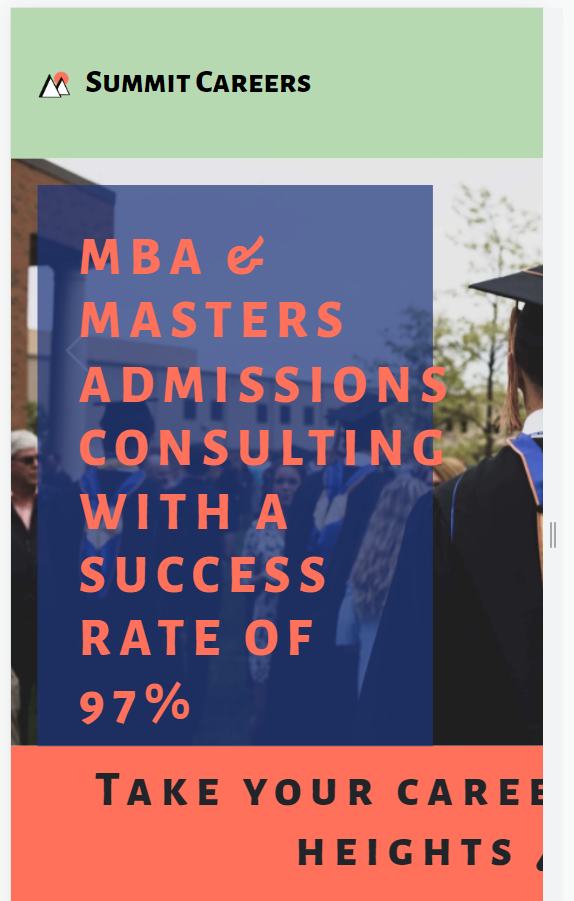 Summit Careers
MBA &
MASTERS
ADMISSIONS
CONSULTING
WITH A
SUCCESS
RATE OF
97%
Take your caree
heights